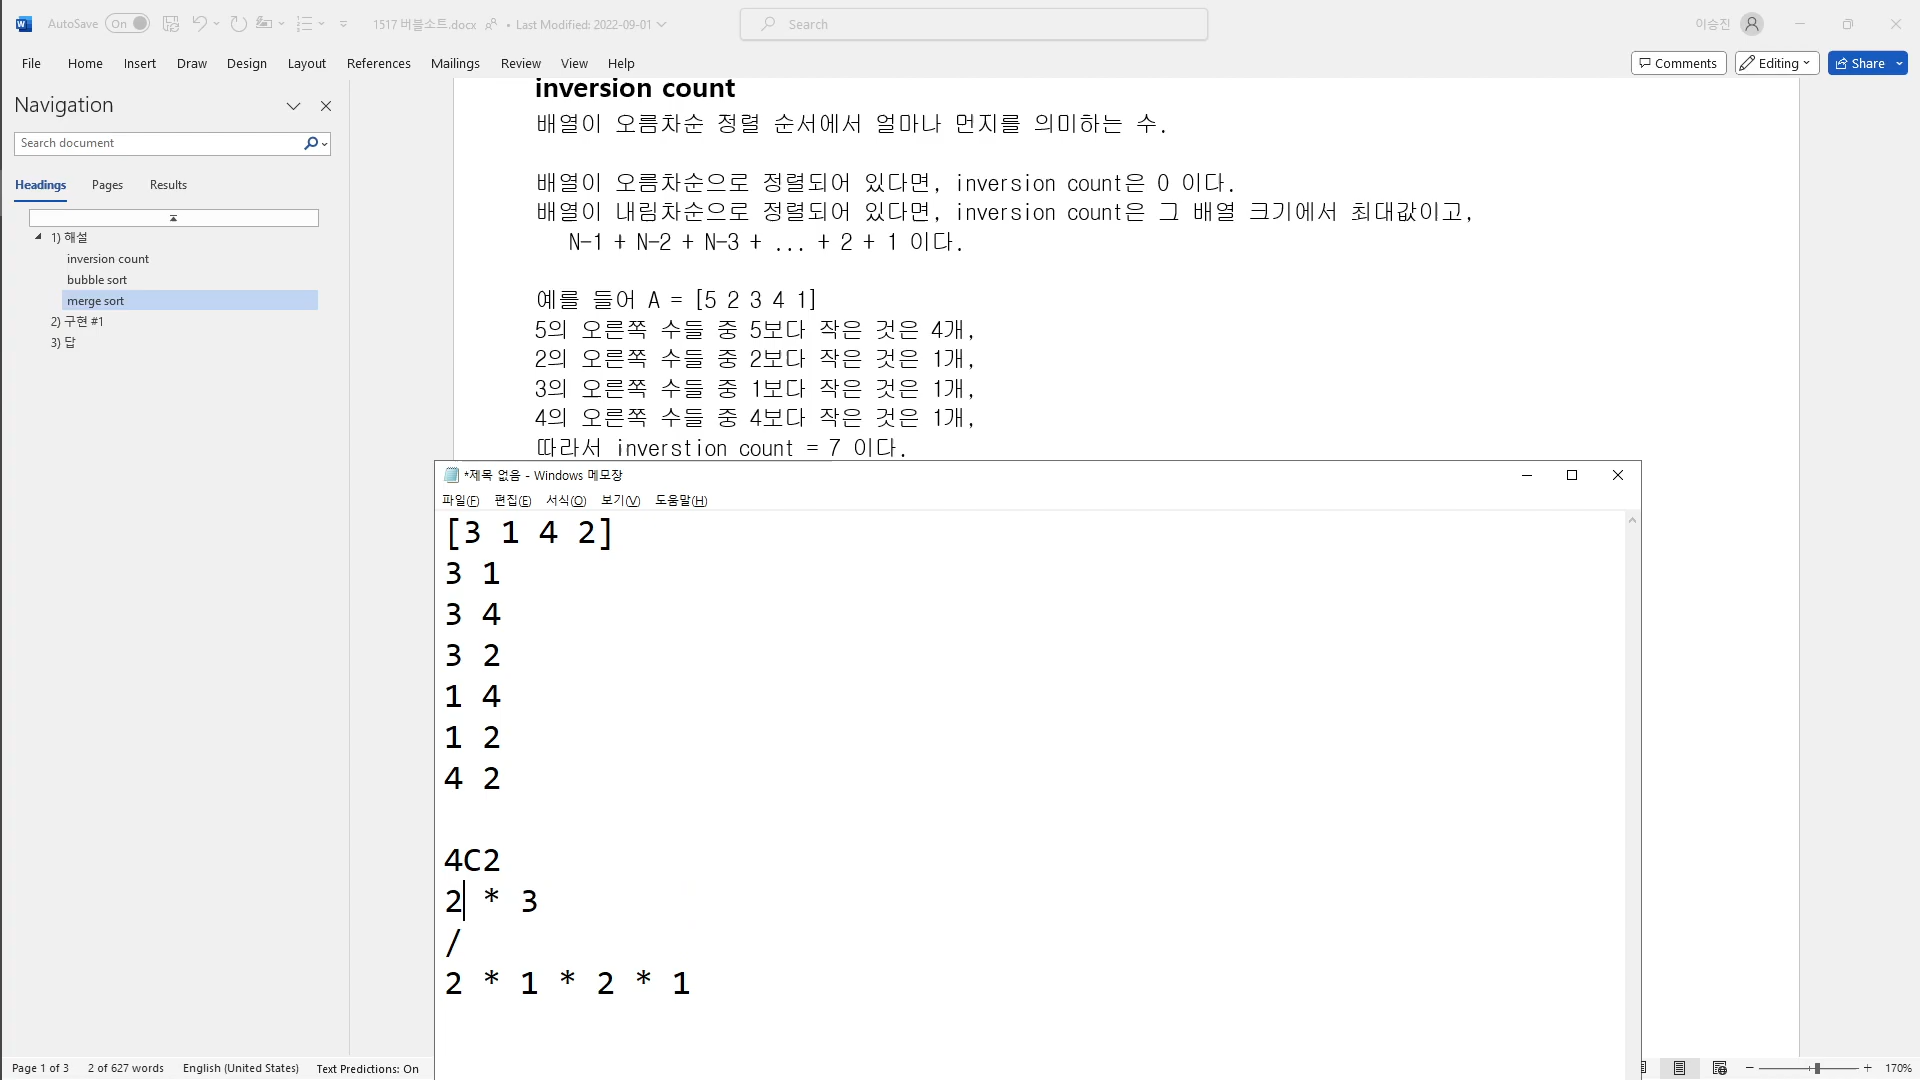 AutoSave On 1517 버블소트.docx • Last Modified: 2022-09-01 Search 이승진
File Home Insert Draw Design Layout References Mailings Review View Help Comments Editing Share
Navigation
Search document
Headings Pages Results
1) 해설
inversion count
bubble sort
merge sort
2) 구현 #1
3) 답
inversion count
배열이 오름차순 정렬 순서에서 얼마나 먼지를 의미하는 수.
배열이 오름차순으로 정렬되어 있다면, inversion count은 0 이다.
배열이 내림차순으로 정렬되어 있다면, inversion count은 그 배열 크기에서 최대값이고,
N-1 + N-2 + N-3 + ... + 2 + 1 이다.
예를 들어 A = [5 2 3 4 1]
5의 오른쪽 수들 중 5보다 작은 것은 4개,
2의 오른쪽 수들 중 2보다 작은 것은 1개,
3의 오른쪽 수들 중 1보다 작은 것은 1개,
4의 오른쪽 수들 중 4보다 작은 것은 1개,
따라서 inverstion count = 7 이다.
*제목 없음 - Windows 메모장
파일(F) 편집(E) 서식(O) 보기(V) 도움말(H)
[3 1 4 2]
3 1
3 4
3 2
1 4
1 2
4 2
4C2
2 * 3
/
2 * 1 * 2 * 1
Page 1 of 3 2 of 627 words English (United States) Text Predictions: On 170%